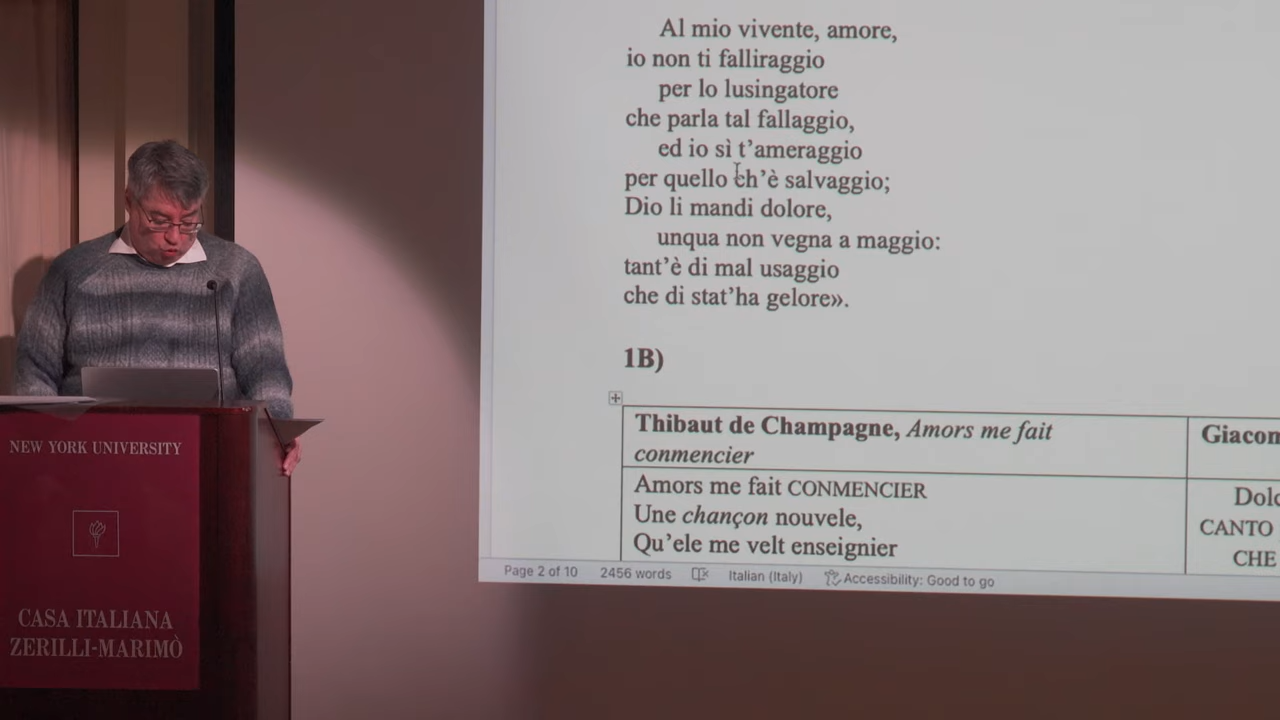 Al mio vivente, amore,
io non ti falliraggio
per lo lusingatore
che parla tal fallaggio,
ed io sì t'ameraggio
per quello ch'è salvaggio;
Dio li mandi dolore,
unqua non vegna a maggio:
tant'è di mal usaggio
che di stat'ha gelore».
1B)
Thibaut de Champagne, Amors me fait
conmencier
Giacom
Amors me fait CONMENCIER
Une chançon nouvele,
Qu'ele me velt enseignier
Dolc
CANTO
CHE
Page 2 of 10 2456 words Italian (Italy) Accessibility: Good to go
NEW YORK UNIVERSITY
CASA ITALIANA
ZERILLI-MARIMÒ